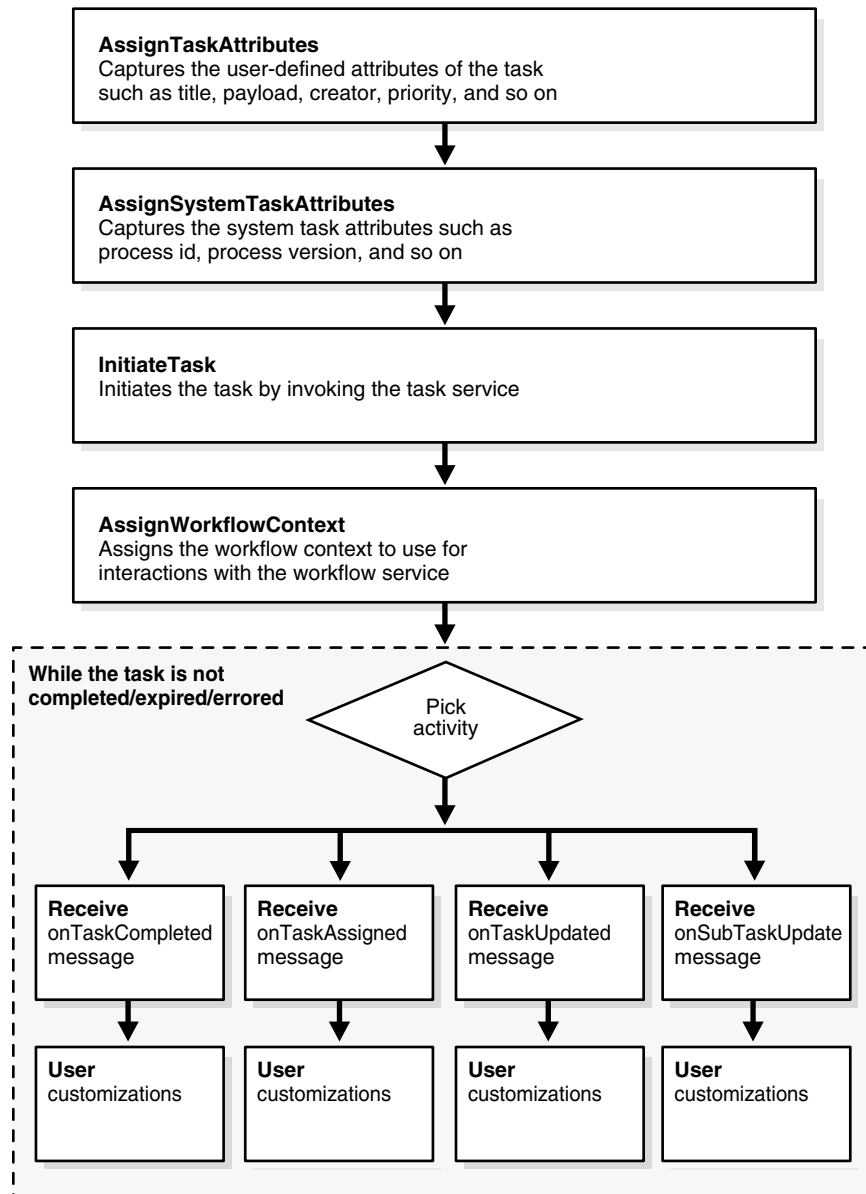 AssignTaskAttributes
Captures the user-defined attributes of the task
such as title, payload, creator, priority, and so on
AssignSystemTaskAttributes
Captures the system task attributes such as
process id, process version, and so on
InitiateTask
Initiates the task by invoking the task service
AssignWorkflowContext
Assigns the workflow context to use for
interactions with the workflow service
While the task is not
completed/expired/errored
Pick
activity
Receive
onTaskCompleted
message
Receive
onTaskAssigned
message
Receive
onTaskUpdated
message
Receive
onSubTaskUpdate
message
User
customizations
User
customizations
User
customizations
User
customizations